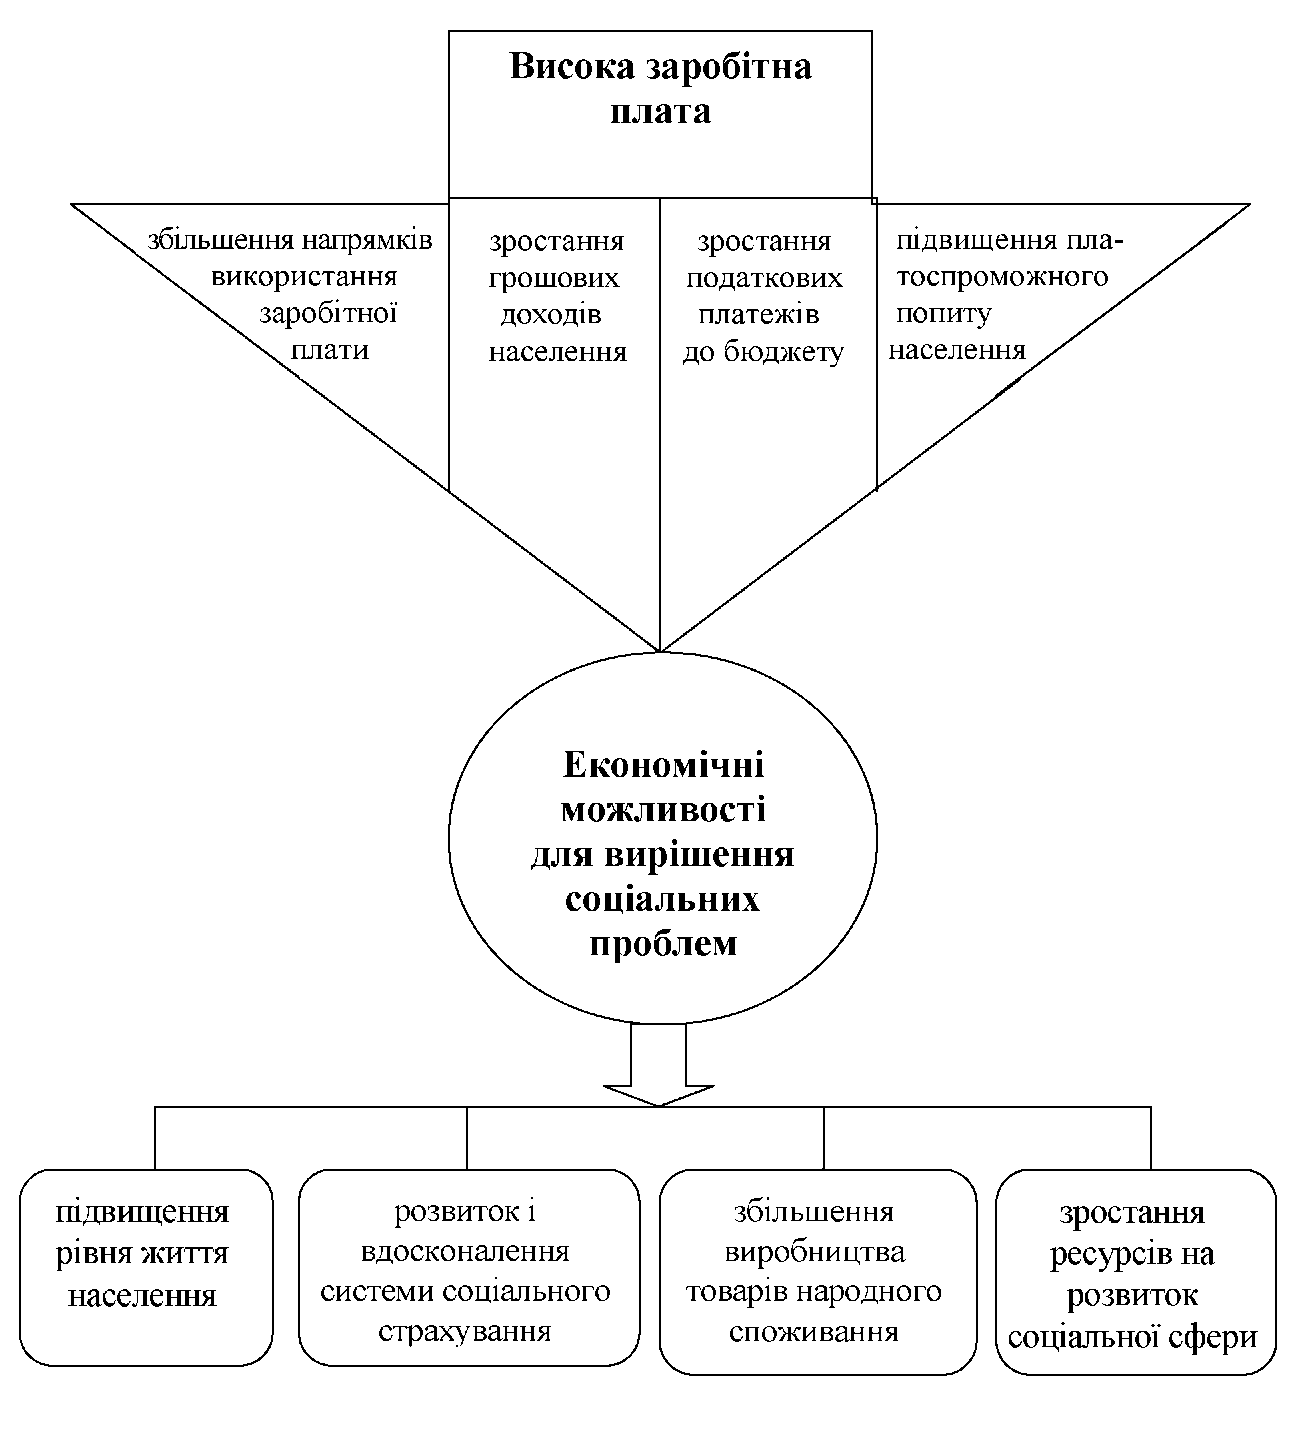 Висока заробітна
плата
збільшення напрямків
використання
заробітної
плати
зростання
грошових
доходів
населення
зростання
податкових
платежів
до бюджету
підвищення пла-
тоспроможного
попиту
населення
Економічні
можливості
для вирішення
соціальних
проблем
підвищення
рівня життя
населення
розвиток і
вдосконалення
системи соціального
страхування
збільшення
виробництва
товарів народного
споживання
зростання
ресурсів на
розвиток
соціальної сфери